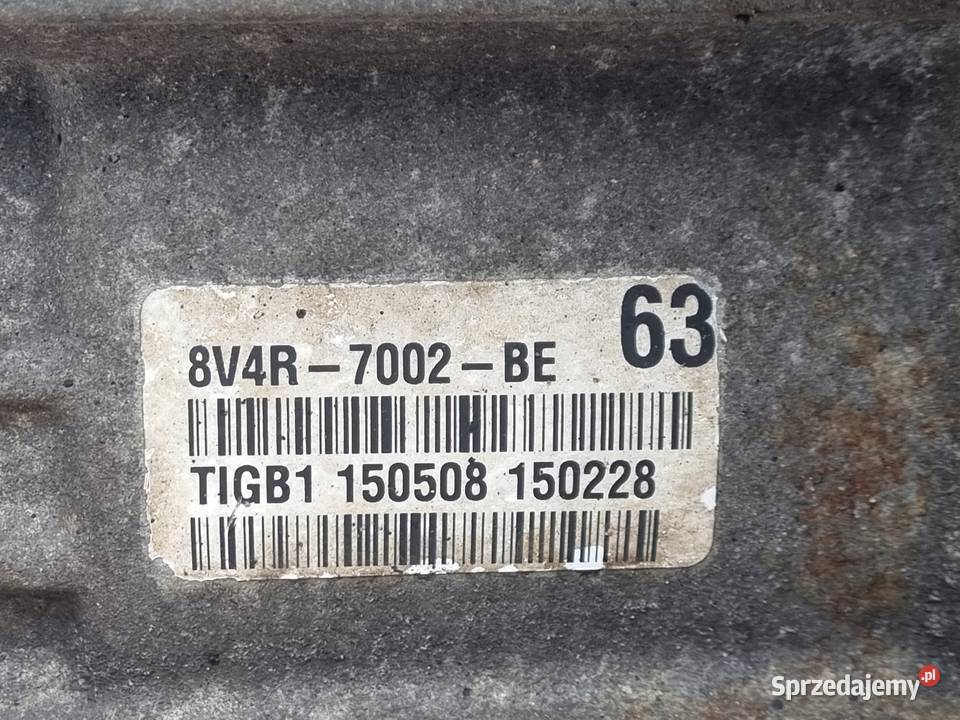 63
8V4R-7002-BE
TIGB1 150508 150228
Sprzedajemy.pl